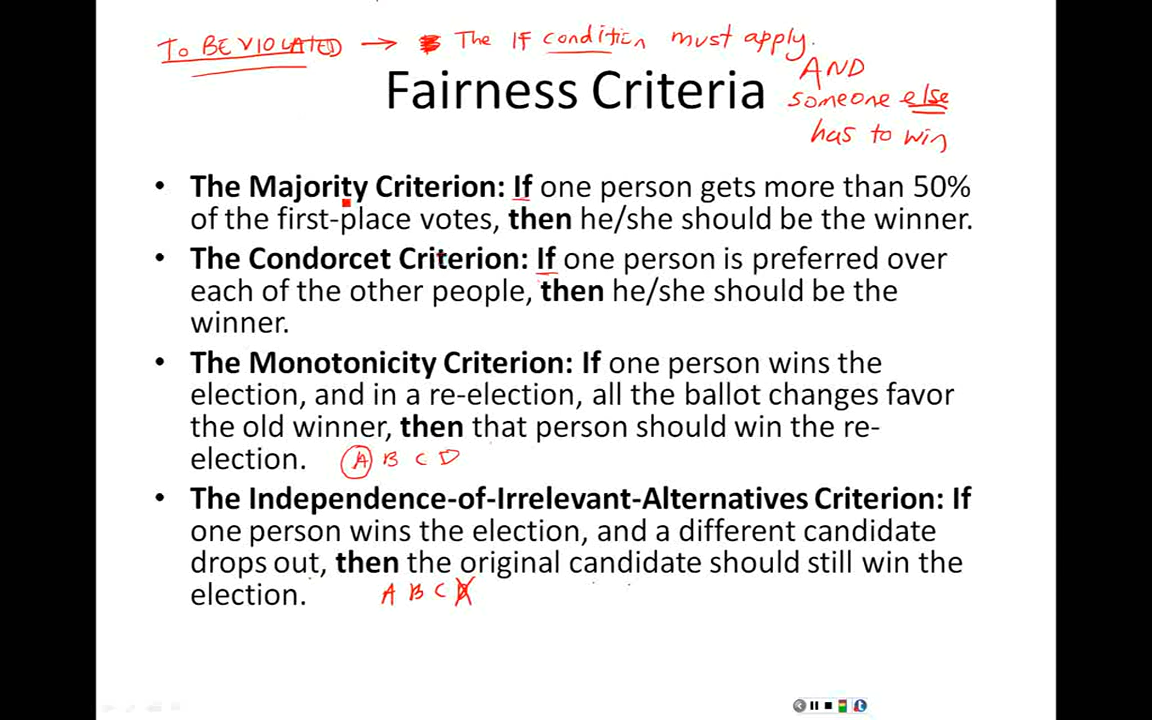 TO BE VIOLATED → The IF condition must apply.
AND
Fairness Criteria
someone else
has to win
• The Majority Criterion: If one person gets more than 50%
of the first-place votes, then he/she should be the winner.
• The Condorcet Criterion: If one person is preferred over
each of the other people, then he/she should be the
winner.
• The Monotonicity Criterion: If one person wins the
election, and in a re-election, all the ballot changes favor
the old winner, then that person should win the re-
election. A B C D
• The Independence-of-Irrelevant-Alternatives Criterion: If
one person wins the election, and a different candidate
drops out, then the original candidate should still win the
election. A B C